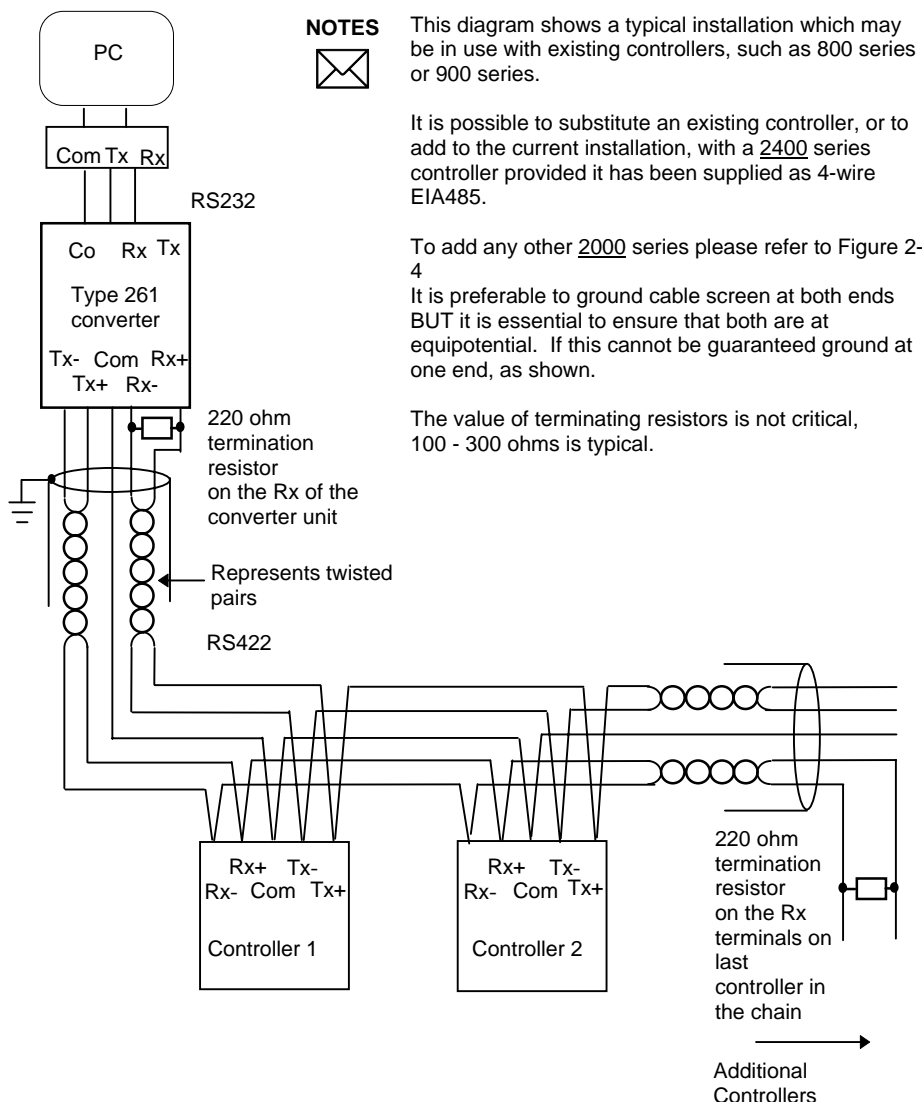 PC
Com Tx Rx
RS232
Co Rx Tx
Type 261
converter
Tx- Com Rx+
Tx+ Rx-
220 ohm
termination
resistor
on the Rx of the
converter unit
Represents twisted
pairs
RS422
NOTES
This diagram shows a typical installation which may
be in use with existing controllers, such as 800 series
or 900 series.
It is possible to substitute an existing controller, or to
add to the current installation, with a 2400 series
controller provided it has been supplied as 4-wire
EIA485.
To add any other 2000 series please refer to Figure 2-
4
It is preferable to ground cable screen at both ends
BUT it is essential to ensure that both are at
equipotential. If this cannot be guaranteed ground at
one end, as shown.
The value of terminating resistors is not critical,
100 - 300 ohms is typical.
Rx+ Tx-
Rx- Com Tx+
Controller 1
Rx+ Tx-
Rx- Com Tx+
Controller 2
220 ohm
termination
resistor
on the Rx
terminals on
last
controller in
the chain
Additional
Controllers